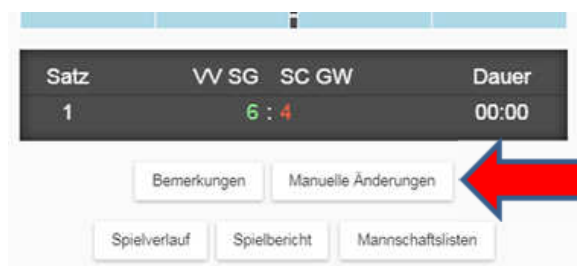 Satz VV SG SC GW Dauer
1 6 : 4 00:00
Bemerkungen Manuelle Änderungen
Spielverlauf Spielbericht Mannschaftslisten